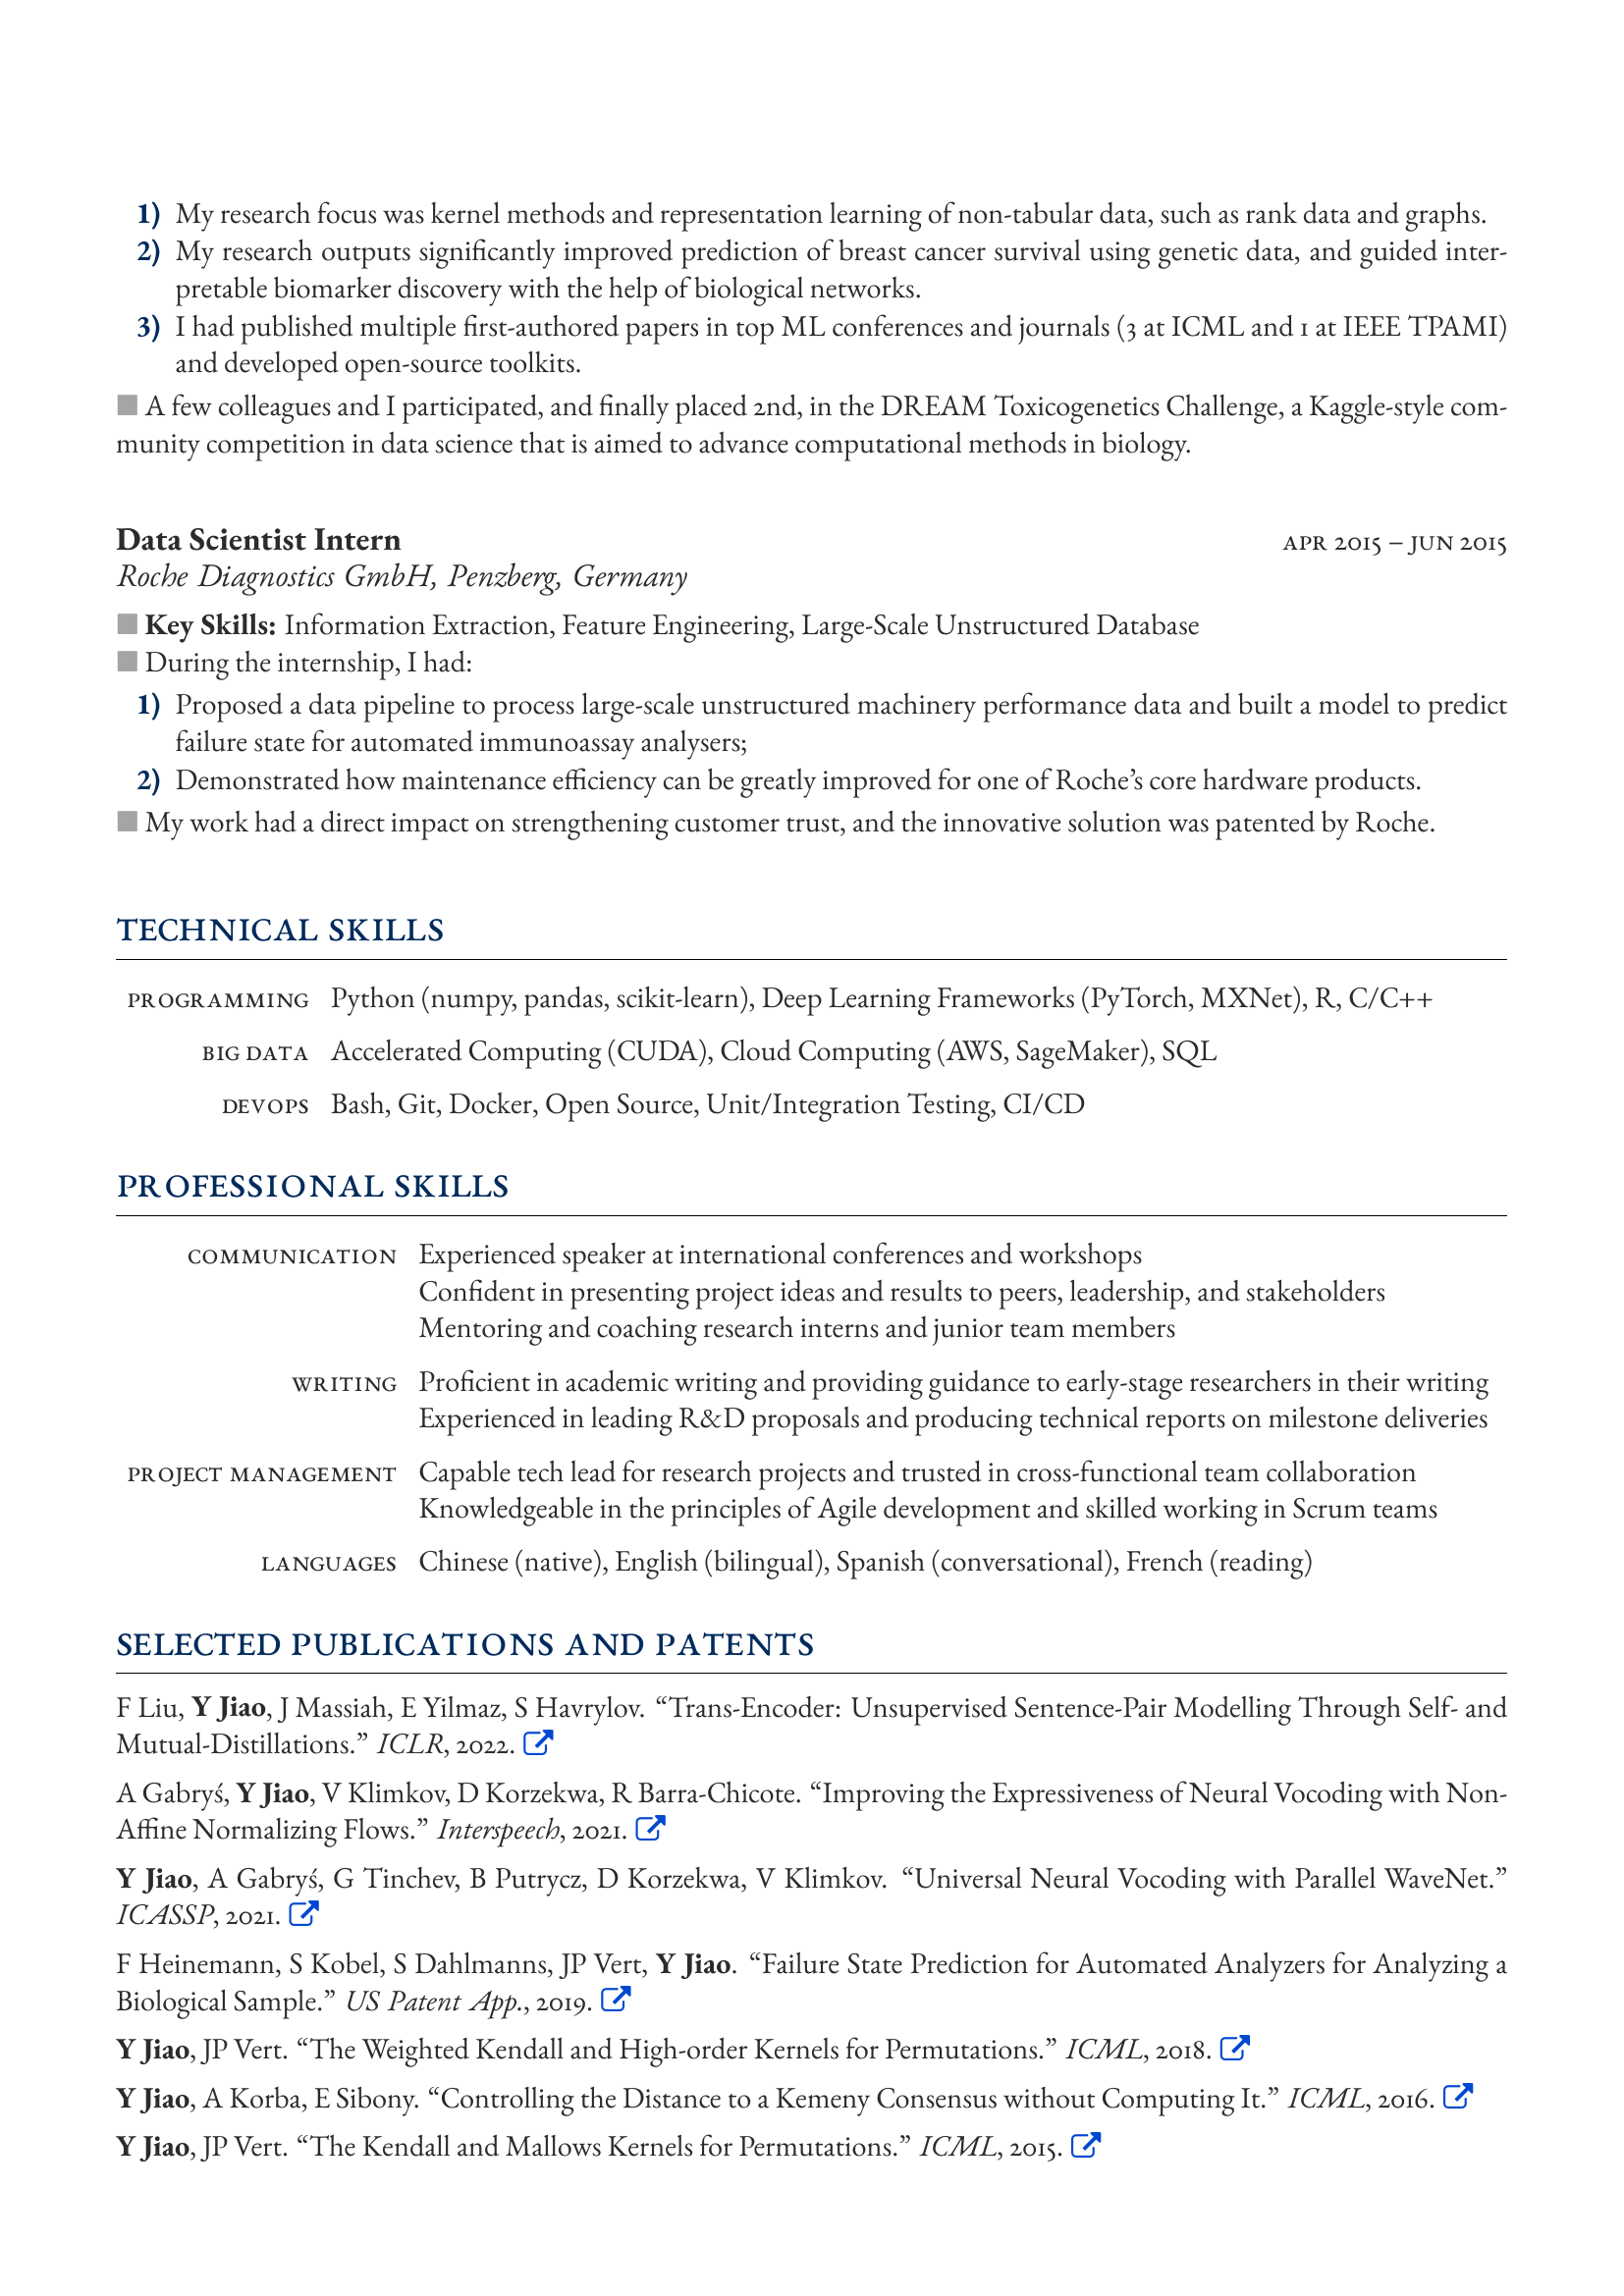 1) My research focus was kernel methods and representation learning of non-tabular data, such as rank data and graphs.
2) My research outputs significantly improved prediction of breast cancer survival using genetic data, and guided inter-
pretable biomarker discovery with the help of biological networks.
3) I had published multiple first-authored papers in top ML conferences and journals (3 at ICML and 1 at IEEE TPAMI)
and developed open-source toolkits.
■ A few colleagues and I participated, and finally placed 2nd, in the DREAM Toxicogenetics Challenge, a Kaggle-style com-
munity competition in data science that is aimed to advance computational methods in biology.
Data Scientist Intern APR 2015 – JUN 2015
Roche Diagnostics GmbH, Penzberg, Germany
■ Key Skills: Information Extraction, Feature Engineering, Large-Scale Unstructured Database
■ During the internship, I had:
1) Proposed a data pipeline to process large-scale unstructured machinery performance data and built a model to predict
failure state for automated immunoassay analysers;
2) Demonstrated how maintenance efficiency can be greatly improved for one of Roche's core hardware products.
■ My work had a direct impact on strengthening customer trust, and the innovative solution was patented by Roche.
TECHNICAL SKILLS
PROGRAMMING Python (numpy, pandas, scikit-learn), Deep Learning Frameworks (PyTorch, MXNet), R, C/C++
BIG DATA Accelerated Computing (CUDA), Cloud Computing (AWS, SageMaker), SQL
DEVOPS Bash, Git, Docker, Open Source, Unit/Integration Testing, CI/CD
PROFESSIONAL SKILLS
COMMUNICATION Experienced speaker at international conferences and workshops
Confident in presenting project ideas and results to peers, leadership, and stakeholders
Mentoring and coaching research interns and junior team members
WRITING Proficient in academic writing and providing guidance to early-stage researchers in their writing
Experienced in leading R&D proposals and producing technical reports on milestone deliveries
PROJECT MANAGEMENT Capable tech lead for research projects and trusted in cross-functional team collaboration
Knowledgeable in the principles of Agile development and skilled working in Scrum teams
LANGUAGES Chinese (native), English (bilingual), Spanish (conversational), French (reading)
SELECTED PUBLICATIONS AND PATENTS
F Liu, Y Jiao, J Massiah, E Yilmaz, S Havrylov. “Trans-Encoder: Unsupervised Sentence-Pair Modelling Through Self- and
Mutual-Distillations.” ICLR, 2022.
A Gabryś, Y Jiao, V Klimkov, D Korzekwa, R Barra-Chicote. “Improving the Expressiveness of Neural Vocoding with Non-
Affine Normalizing Flows.” Interspeech, 2021.
Y Jiao, A Gabryś, G Tinchev, B Putrycz, D Korzekwa, V Klimkov. “Universal Neural Vocoding with Parallel WaveNet.”
ICASSP, 2021.
F Heinemann, S Kobel, S Dahlmanns, JP Vert, Y Jiao. “Failure State Prediction for Automated Analyzers for Analyzing a
Biological Sample.” US Patent App., 2019.
Y Jiao, JP Vert. “The Weighted Kendall and High-order Kernels for Permutations.” ICML, 2018.
Y Jiao, A Korba, E Sibony. “Controlling the Distance to a Kemeny Consensus without Computing It.” ICML, 2016.
Y Jiao, JP Vert. “The Kendall and Mallows Kernels for Permutations.” ICML, 2015.